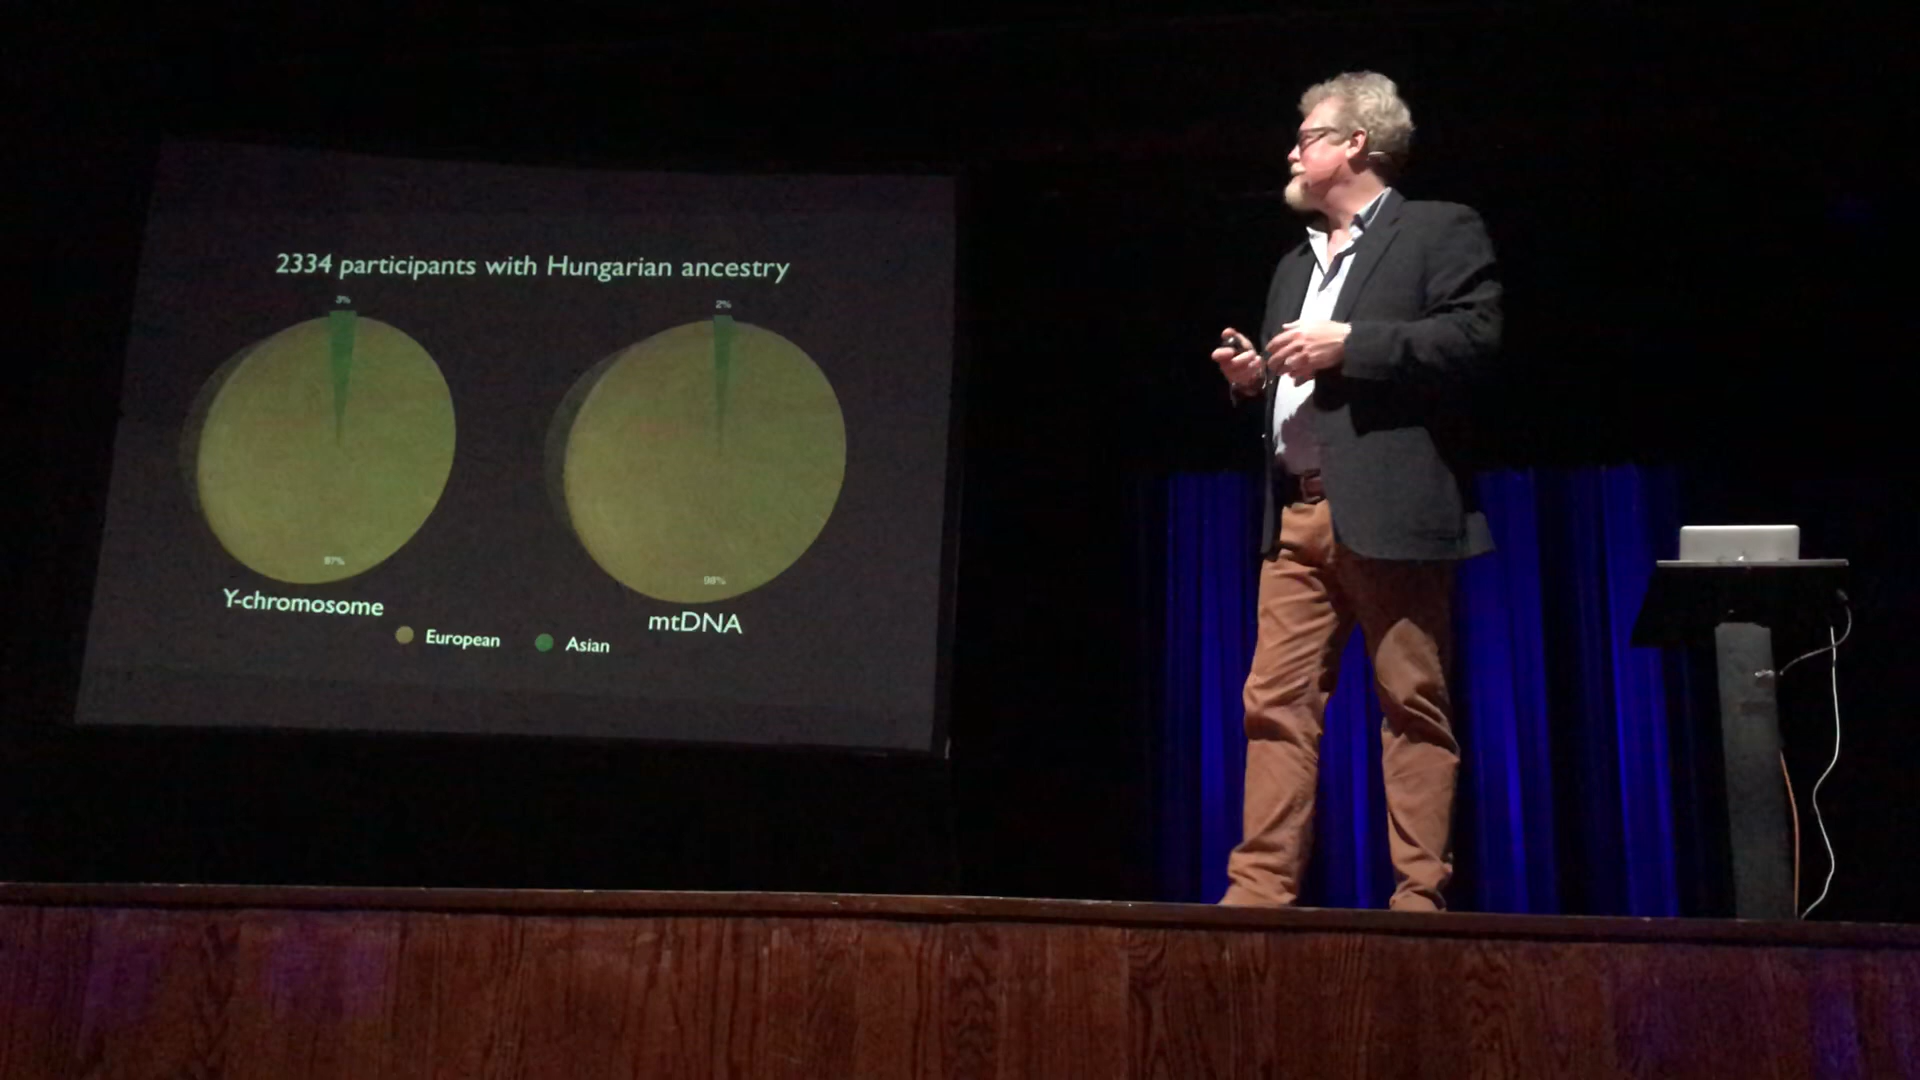 2334 participants with Hungarian ancestry
3%
2%
97%
98%
Y-chromosome
mtDNA
European
Asian